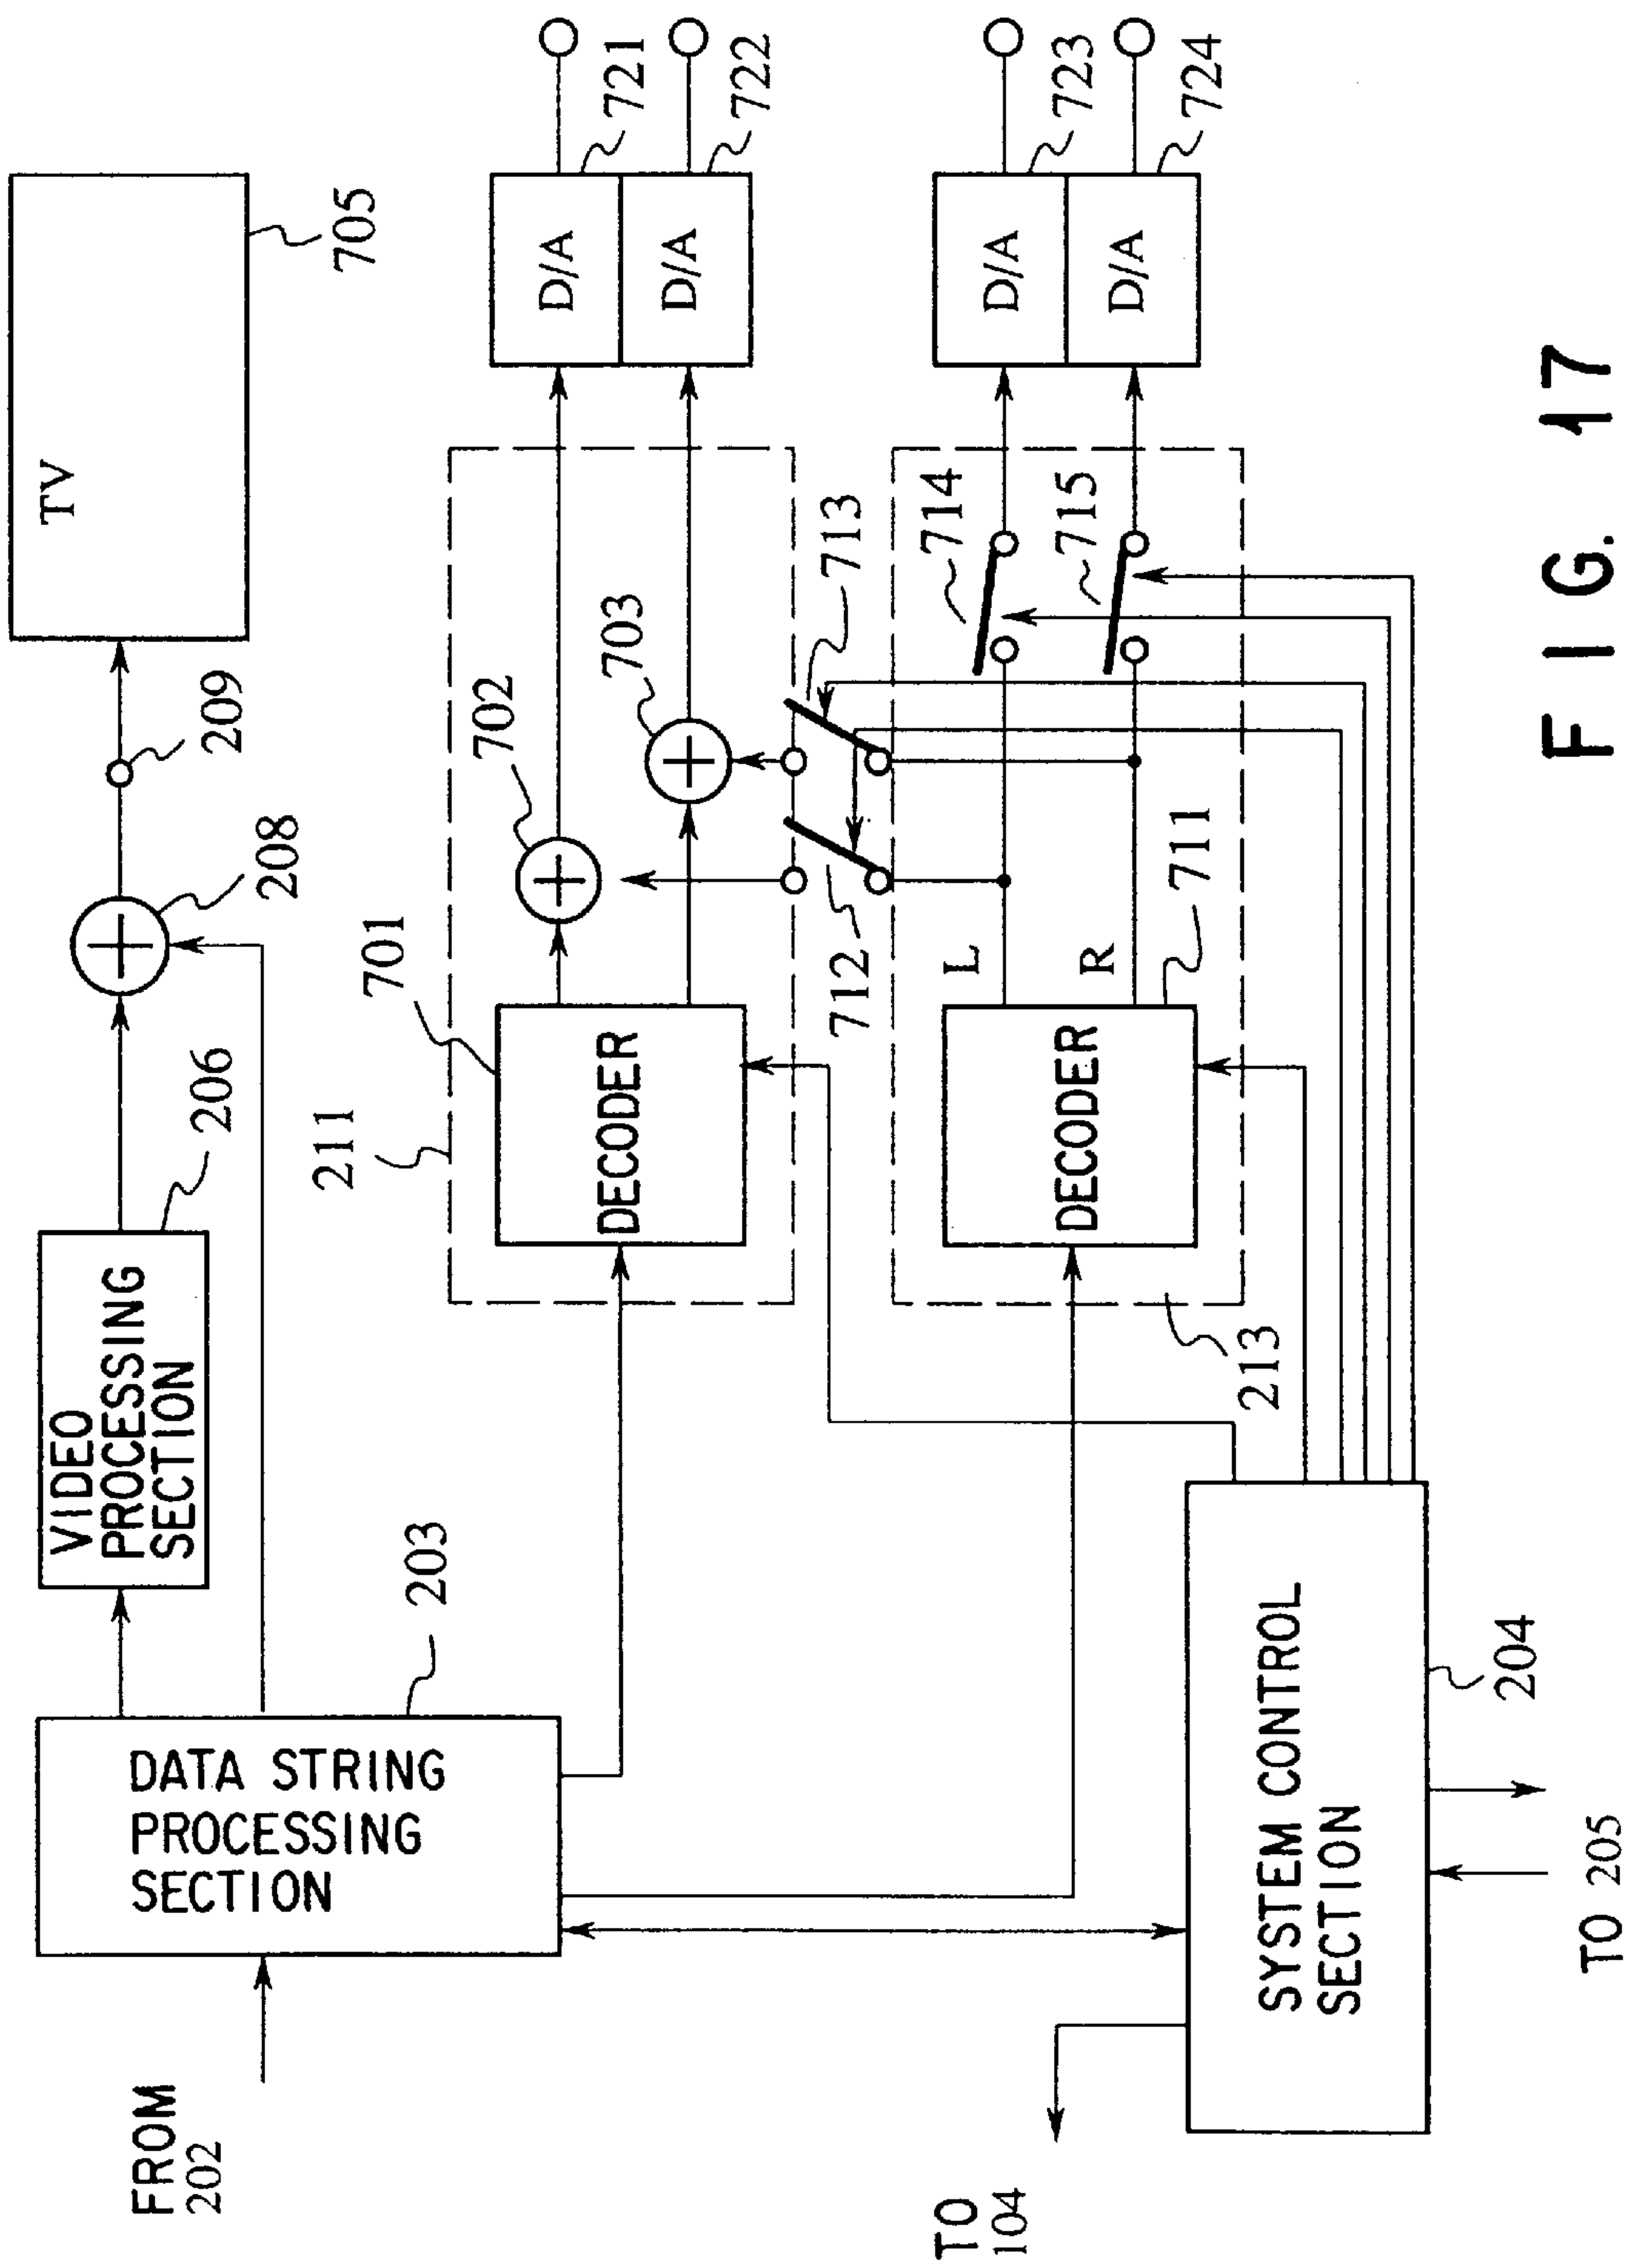 FROM
202
DATA STRING
PROCESSING
SECTION
203
VIDEO
PROCESSING
SECTION
206
208
209
TV
705
211
701
DECODER
702
703
D/A
721
D/A
722
712
713
213
DECODER
711
L
R
714
715
D/A
723
D/A
724
TO
104
SYSTEM CONTROL
SECTION
204
TO 205
FIG. 17